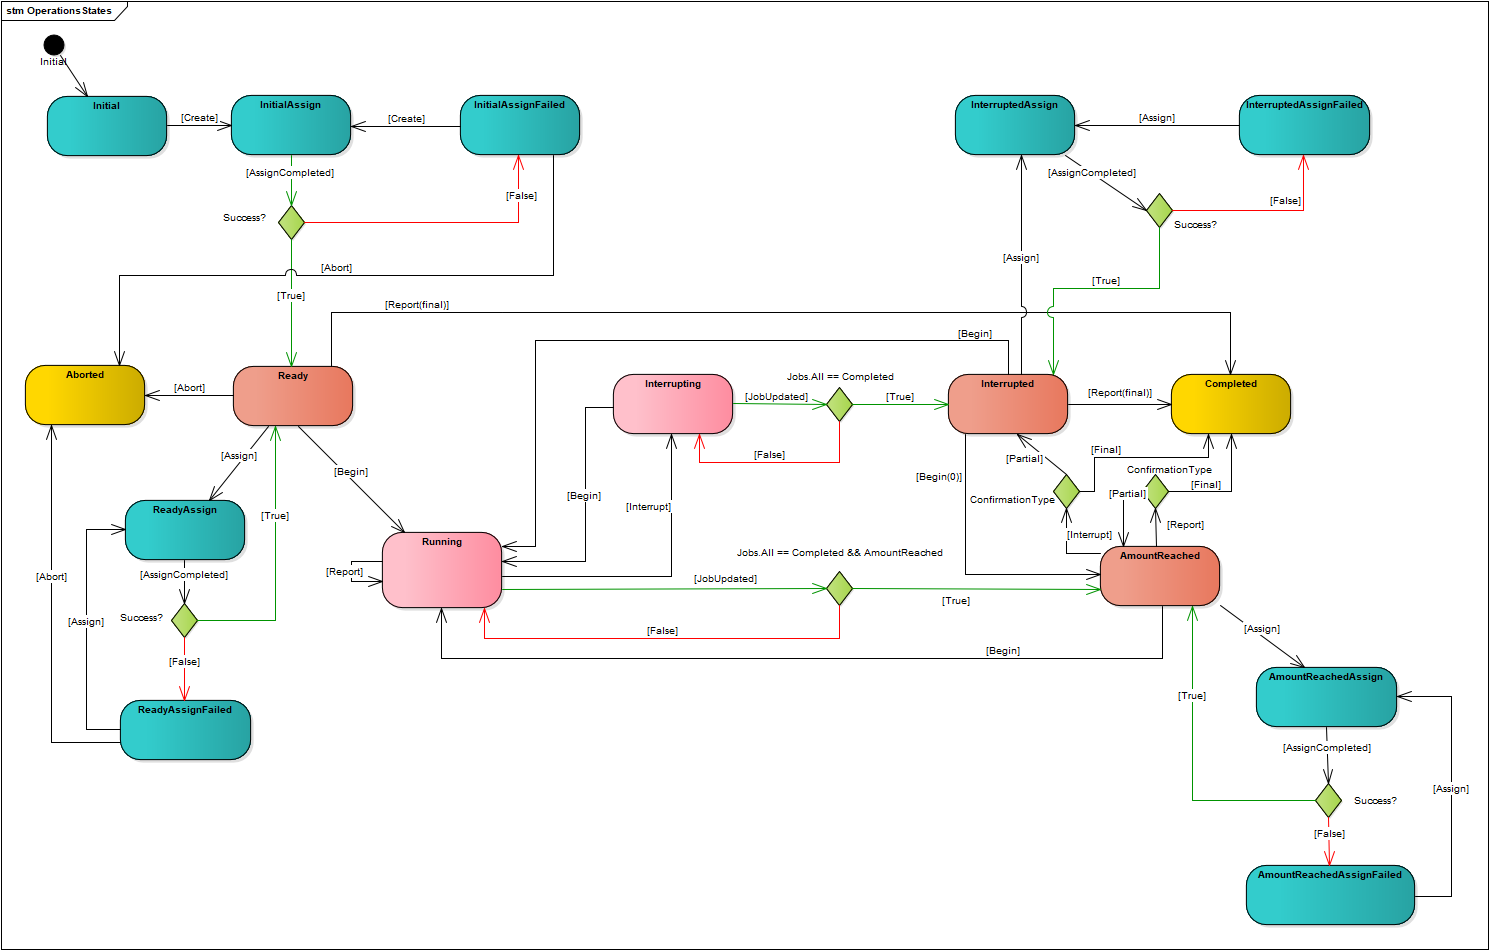 stm OperationsStates
Initial
Initial
InitialAssign
InitialAssignFailed
InterruptedAssign
InterruptedAssignFailed
[Create]
[Create]
[Assign]
[AssignCompleted]
[AssignCompleted]
[False]
[False]
Success?
Success?
[Assign]
[Abort]
[True]
[True]
[Report(final)]
[Begin]
Aborted
Ready
Jobs.All == Completed
Interrupting
Interrupted
Completed
[Abort]
[JobUpdated]
[True]
[Report(final)]
[Assign]
[False]
[Final]
[Partial]
ConfirmationType
[Begin]
[Begin(0)]
[Final]
[Begin]
[Partial]
ConfirmationType
[Interrupt]
ReadyAssign
[True]
[Report]
[Interrupt]
Running
Jobs.All == Completed && AmountReached
AmountReached
[Report]
[AssignCompleted]
[Abort]
[JobUpdated]
[True]
Success?
[Assign]
[False]
[Assign]
[Begin]
[False]
AmountReachedAssign
[True]
ReadyAssignFailed
[AssignCompleted]
[Assign]
Success?
[False]
AmountReachedAssignFailed